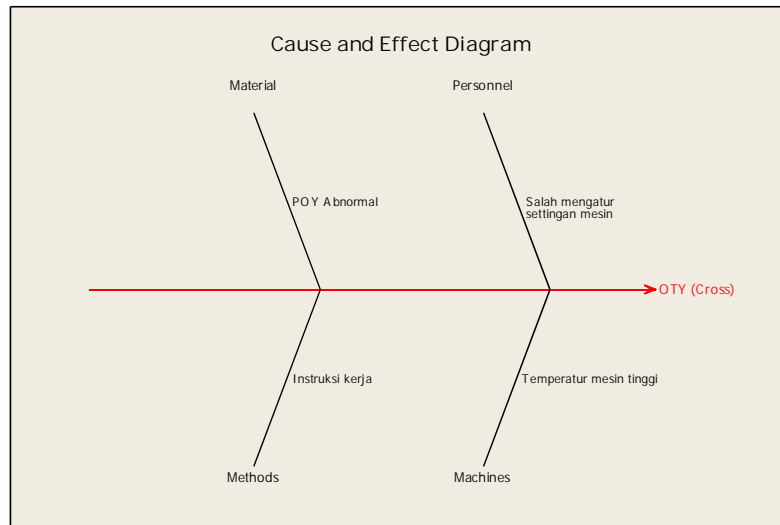 Cause and Effect Diagram
Material
Personnel
POY Abnormal
Salah mengatur
settingan mesin
OTY (Cross)
Instruksi kerja
Temperatur mesin tinggi
Methods
Machines